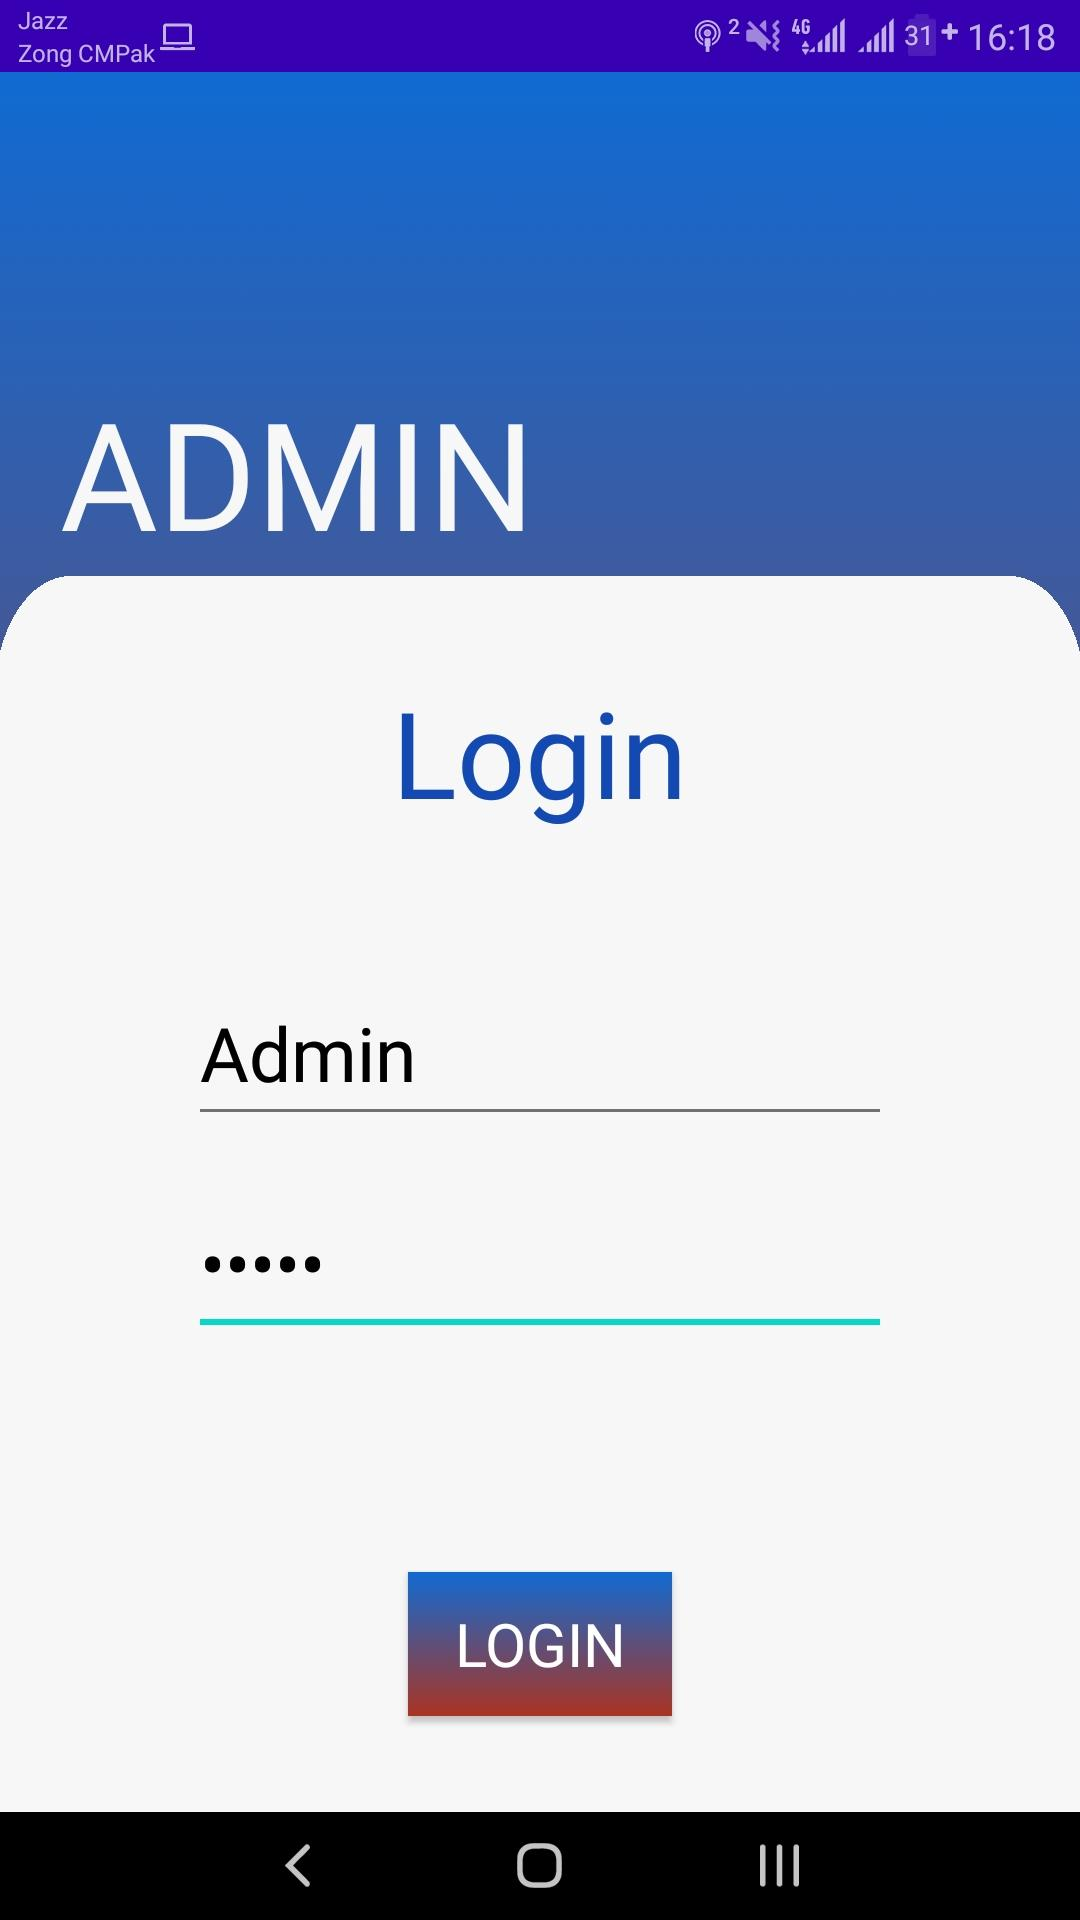 Jazz
Zong CMPak
2 4G 31 + 16:18
ADMIN
Login
Admin
•••••
LOGIN